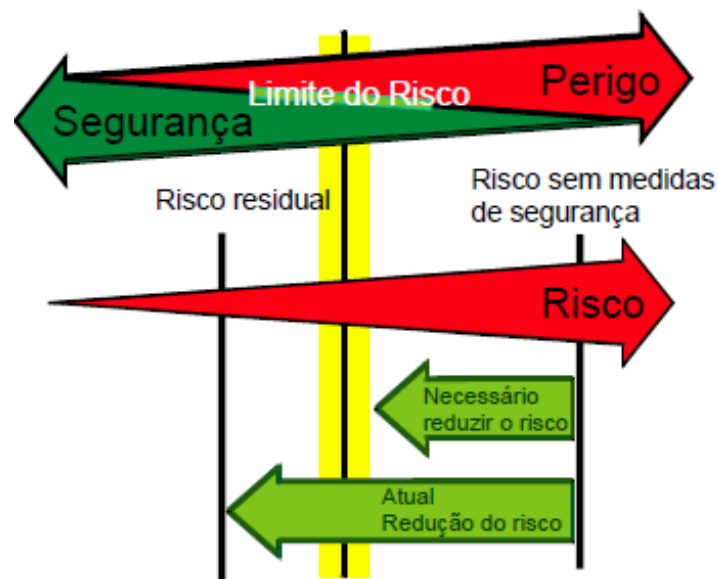 Perigo
Limite do Risco
Segurança
Risco residual
Risco sem medidas
de segurança
Risco
Necessário
reduzir o risco
Atual
Redução do risco